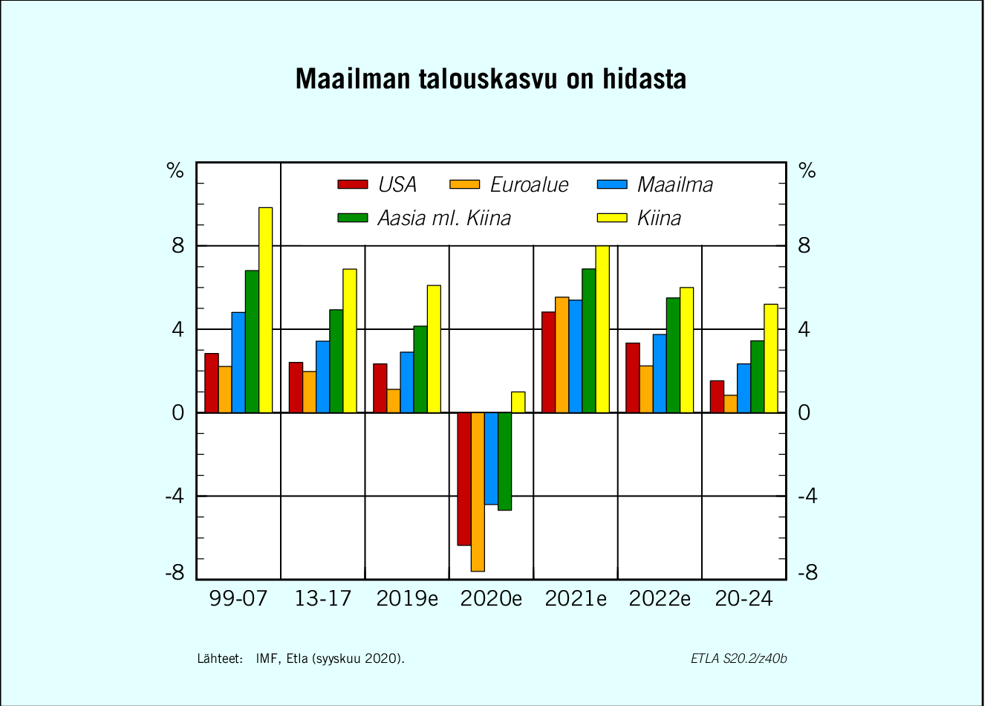 Maailman talouskasvu on hidasta
% %
USA Euroalue Maailma
Aasia ml. Kiina Kiina
8 8
4 4
0 0
-4 -4
-8 -8
99-07 13-17 2019e 2020e 2021e 2022e 20-24
Lähteet: IMF, Etla (syyskuu 2020). ETLA S20.2/z40b